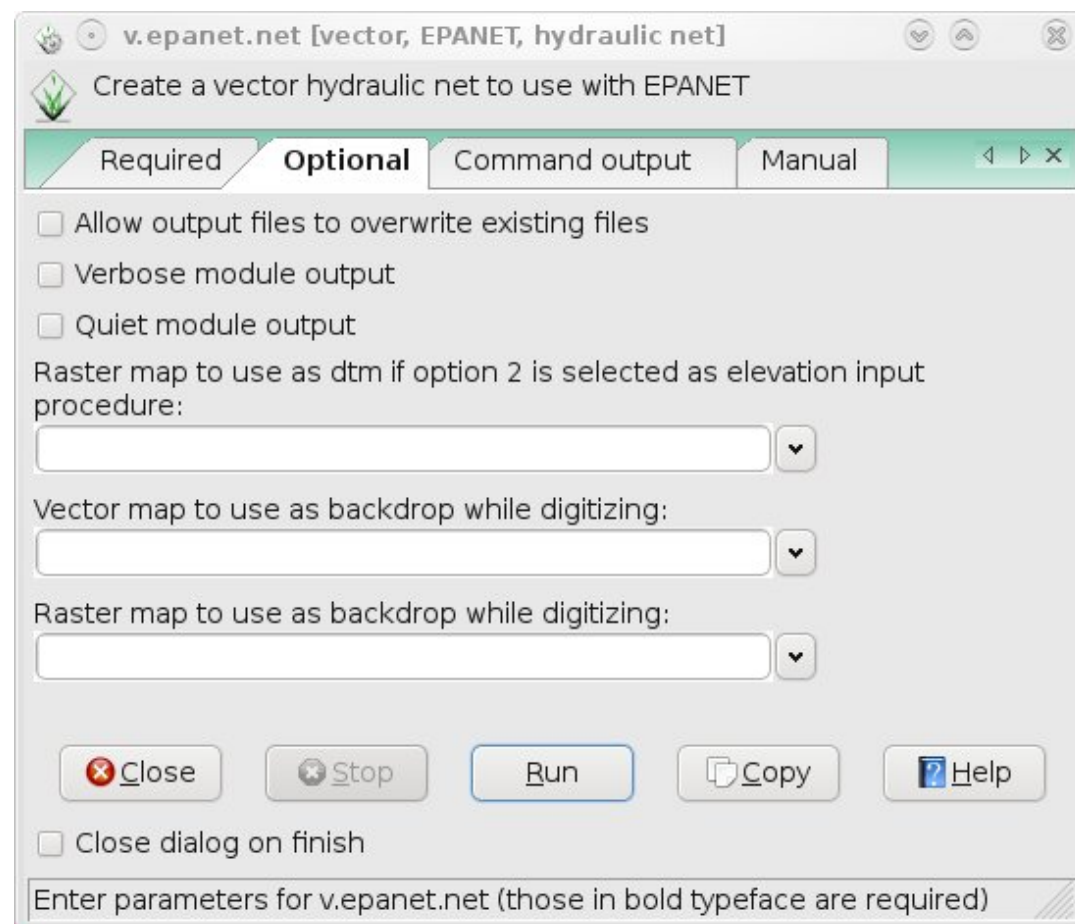 v.epanet.net [vector, EPANET, hydraulic net]
Create a vector hydraulic net to use with EPANET
Required Optional Command output Manual
Allow output files to overwrite existing files
Verbose module output
Quiet module output
Raster map to use as dtm if option 2 is selected as elevation input
procedure:
Vector map to use as backdrop while digitizing:
Raster map to use as backdrop while digitizing:
Close Stop Run Copy Help
Close dialog on finish
Enter parameters for v.epanet.net (those in bold typeface are required)